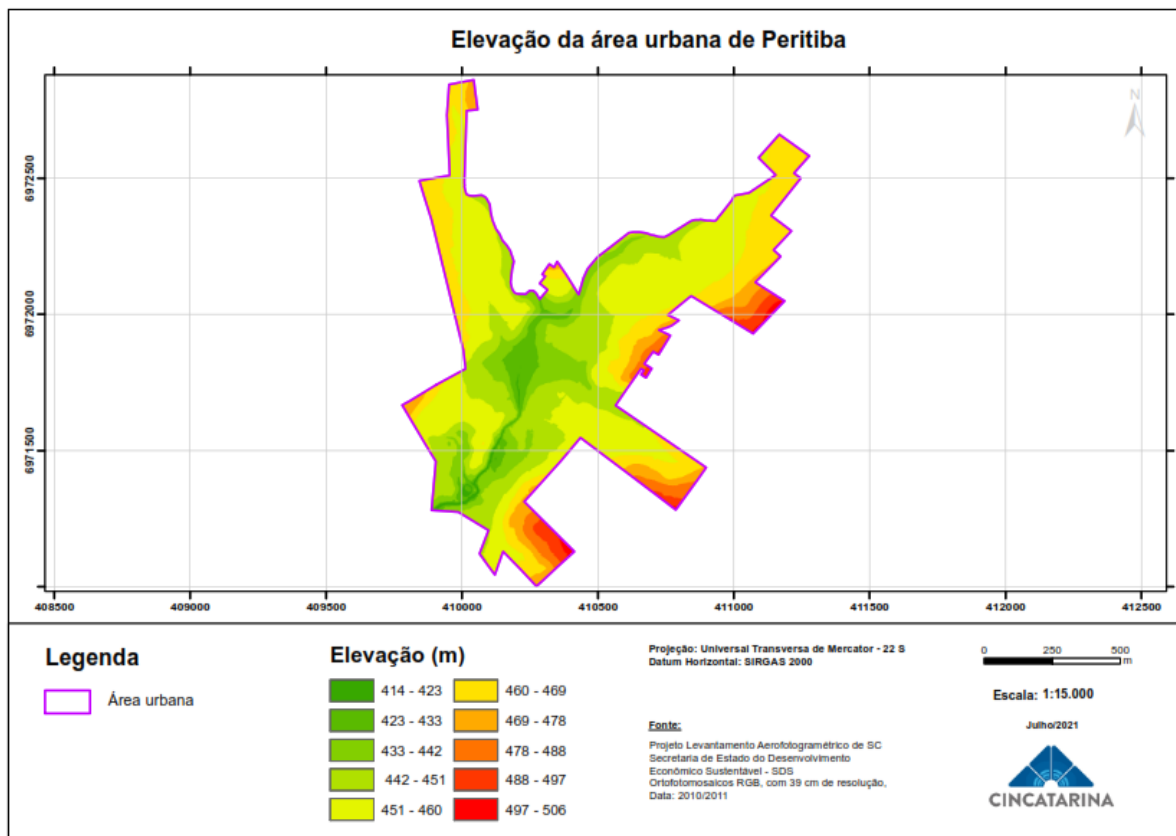 Elevação da área urbana de Peritiba
N
6972500
6972000
6971500
408500 409000 409500 410000 410500 411000 411500 412000 412500
Legenda
Área urbana
Elevação (m)
414 - 423
423 - 433
433 - 442
442 - 451
451 - 460
460 - 469
469 - 478
478 - 488
488 - 497
497 - 506
Projeção: Universal Transversa de Mercator - 22 S
Datum Horizontal: SIRGAS 2000
Fonte:
Projeto Levantamento Aerofotogramétrico de SC
Secretaria de Estado do Desenvolvimento
Econômico Sustentável - SDS
Ortofotomosaicos RGB, com 39 cm de resolução,
Data: 2010/2011
0 250 500
m
Escala: 1:15.000
Julho/2021
CINCATARINA